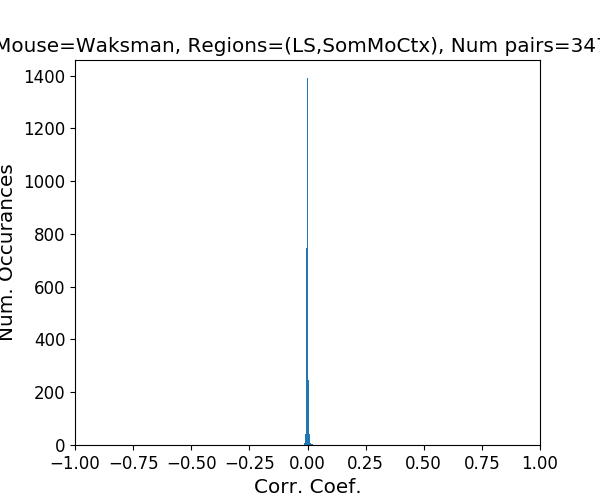 Mouse=Waksman, Regions=(LS,SomMoCtx), Num pairs=347
1400
1200
1000
800
600
400
200
0
Num. Occurances
−1.00 −0.75 −0.50 −0.25 0.00 0.25 0.50 0.75 1.00
Corr. Coef.